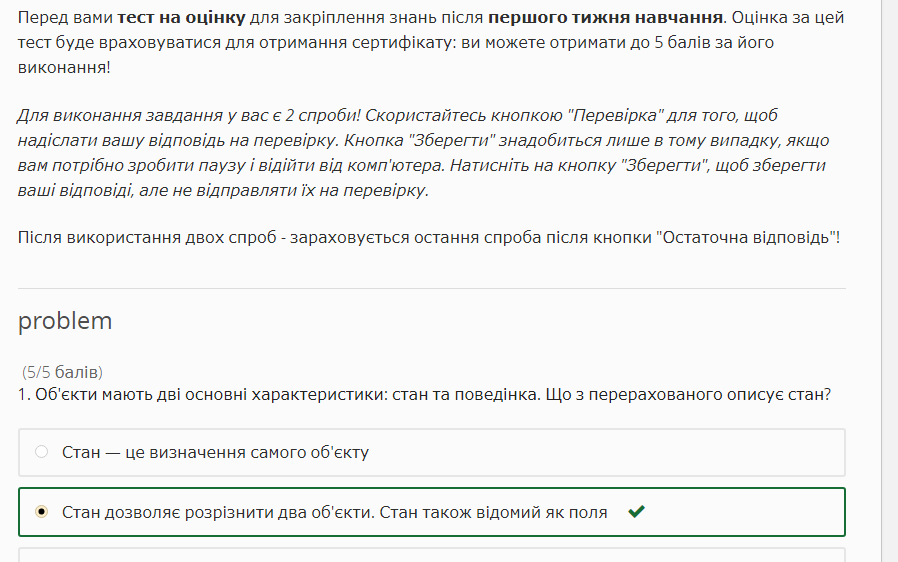 Перед вами тест на оцінку для закріплення знань після першого тижня навчання. Оцінка за цей
тест буде враховуватися для отримання сертифікату: ви можете отримати до 5 балів за його
виконання!
Для виконання завдання у вас є 2 спроби! Скористайтесь кнопкою "Перевірка" для того, щоб
надіслати вашу відповідь на перевірку. Кнопка "Зберегти" знадобиться лише в тому випадку, якщо
вам потрібно зробити паузу і відійти від комп'ютера. Натисніть на кнопку "Зберегти", щоб зберегти
ваші відповіді, але не відправляти їх на перевірку.
Після використання двох спроб - зараховується остання спроба після кнопки "Остаточна відповідь"!
problem
(5/5 балів)
1. Об'єкти мають дві основні характеристики: стан та поведінка. Що з перерахованого описує стан?
Стан — це визначення самого об'єкту
Стан дозволяє розрізнити два об'єкти. Стан також відомий як поля